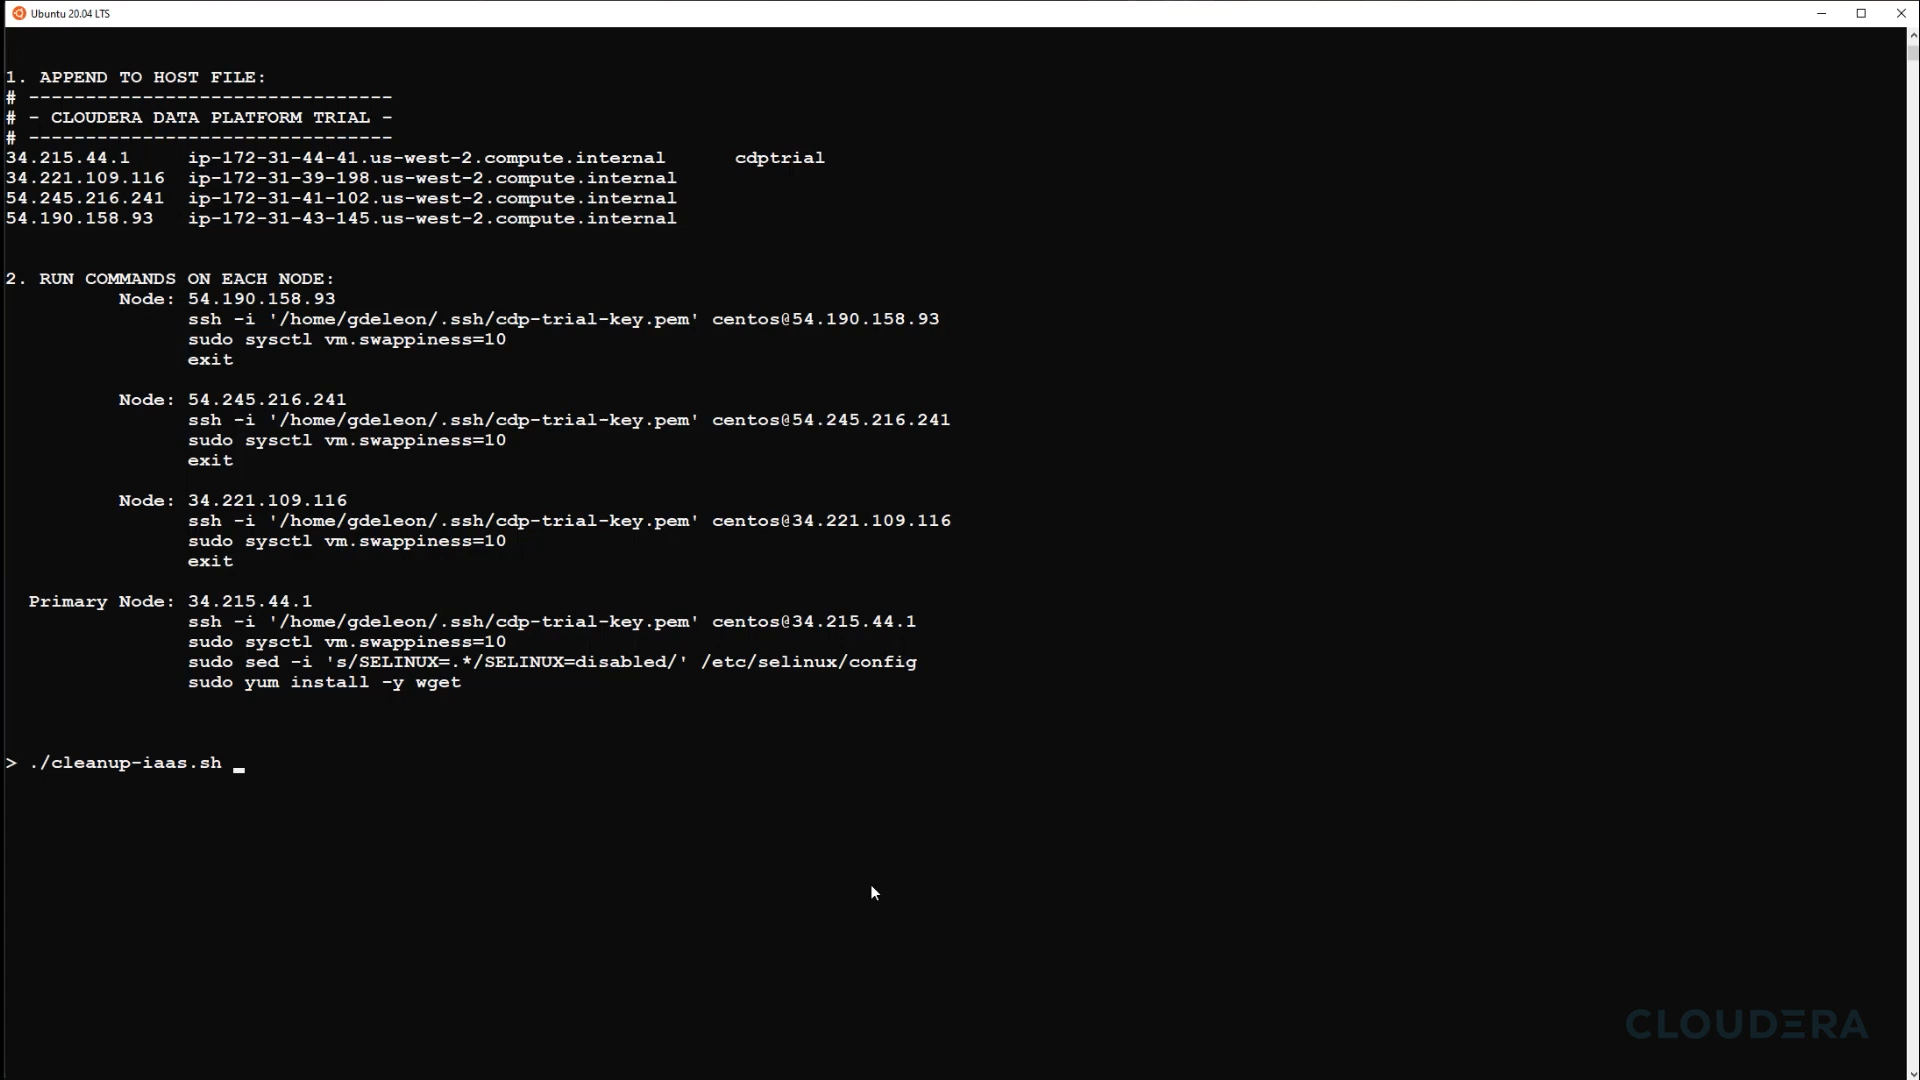 Ubuntu 20.04 LTS
1. APPEND TO HOST FILE:
# --------------------------------
# - CLOUDERA DATA PLATFORM TRIAL -
# --------------------------------
34.215.44.1     ip-172-31-44-41.us-west-2.compute.internal      cdptrial
34.221.109.116  ip-172-31-39-198.us-west-2.compute.internal
54.245.216.241  ip-172-31-41-102.us-west-2.compute.internal
54.190.158.93   ip-172-31-43-145.us-west-2.compute.internal
2. RUN COMMANDS ON EACH NODE:
Node: 54.190.158.93
ssh -i '/home/gdeleon/.ssh/cdp-trial-key.pem' centos@54.190.158.93
sudo sysctl vm.swappiness=10
exit
Node: 54.245.216.241
ssh -i '/home/gdeleon/.ssh/cdp-trial-key.pem' centos@54.245.216.241
sudo sysctl vm.swappiness=10
exit
Node: 34.221.109.116
ssh -i '/home/gdeleon/.ssh/cdp-trial-key.pem' centos@34.221.109.116
sudo sysctl vm.swappiness=10
exit
Primary Node: 34.215.44.1
ssh -i '/home/gdeleon/.ssh/cdp-trial-key.pem' centos@34.215.44.1
sudo sysctl vm.swappiness=10
sudo sed -i 's/SELINUX=.*/SELINUX=disabled/' /etc/selinux/config
sudo yum install -y wget
> ./cleanup-iaas.sh _
CLOUDERA